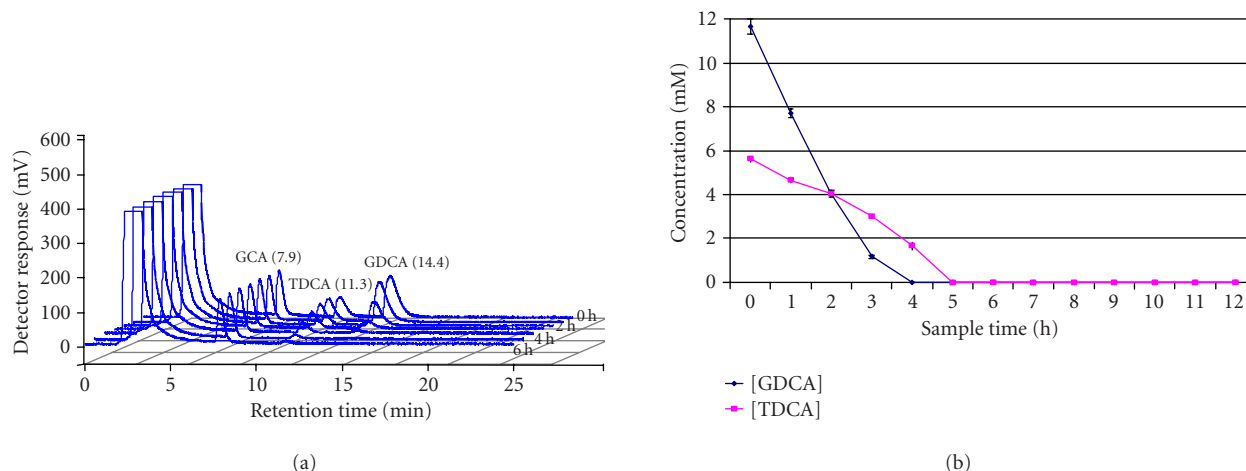 600
500
400
300
200
100
0
Detector response (mV)
GCA (7.9)
TDCA (11.3)
GDCA (14.4)
0 h
2 h
4 h
6 h
0 5 10 15 20 25
Retention time (min)
(a)
12
10
8
6
4
2
0
Concentration (mM)
0 1 2 3 4 5 6 7 8 9 10 11 12
Sample time (h)
[GDCA]
[TDCA]
(b)